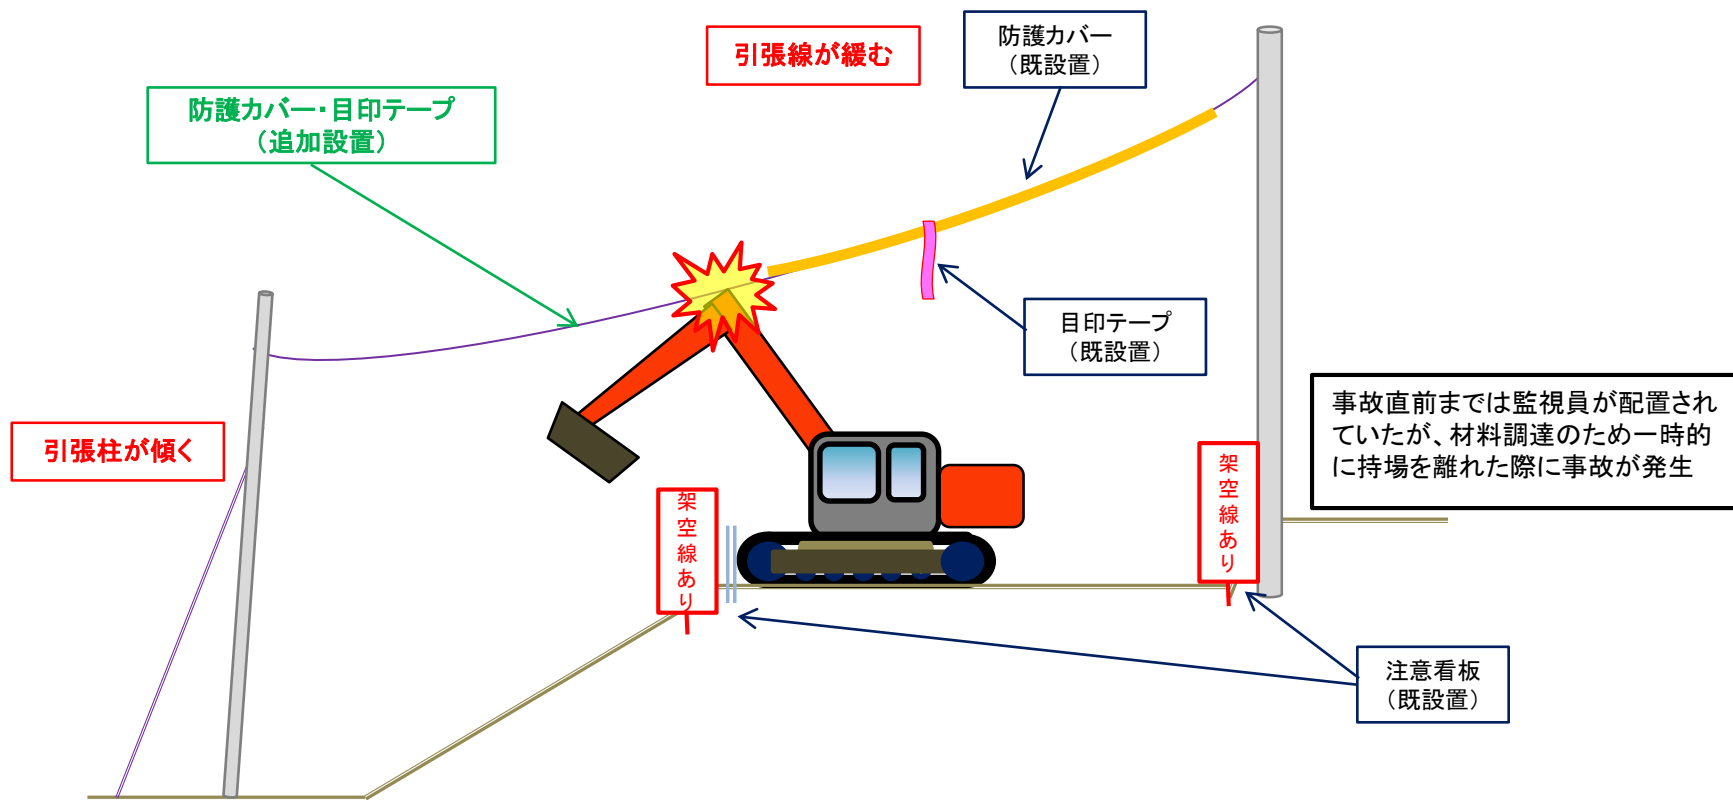 引張線が緩む
防護カバー
（既設置）
防護カバー・目印テープ
（追加設置）
目印テープ
（既設置）
引張柱が傾く
事故直前までは監視員が配置され
ていたが、材料調達のため一時的
に持場を離れた際に事故が発生
架空線あり
架空線あり
注意看板
（既設置）